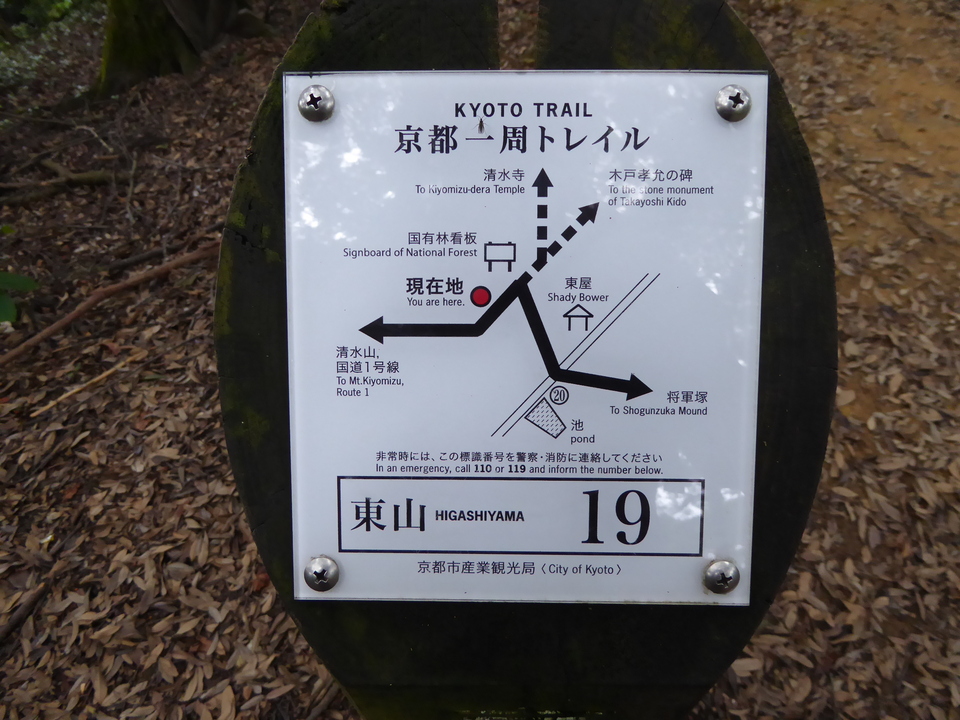 KYOTO TRAIL
京都一周トレイル
清水寺
To Kiyomizu-dera Temple
木戸孝允の碑
To the stone monument
of Takayoshi Kido
国有林看板
Signboard of National Forest
現在地
You are here.
東屋
Shady Bower
清水山,
国道1号線
To Mt.Kiyomizu,
Route 1
将軍塚
To Shogunzuka Mound
⑳
池
pond
非常時には、この標識番号を警察・消防に連絡してください
In an emergency, call 110 or 119 and inform the number below.
東山 HIGASHIYAMA 19
京都市産業観光局〈City of Kyoto〉